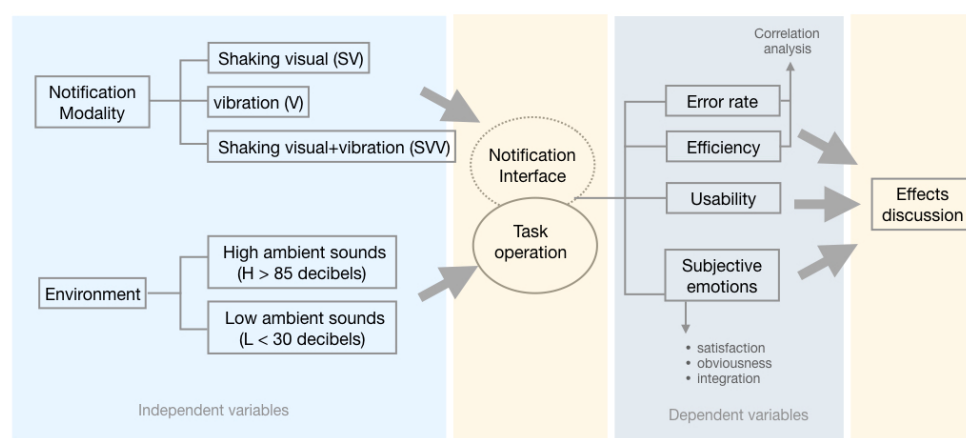 Notification
Modality
Shaking visual (SV)
vibration (V)
Shaking visual+vibration (SVV)
Environment
High ambient sounds
(H > 85 decibels)
Low ambient sounds
(L < 30 decibels)
Independent variables
Notification
Interface
Task
operation
Correlation
analysis
Error rate
Efficiency
Usability
Subjective
emotions
• satisfaction
• obviousness
• integration
Dependent variables
Effects
discussion